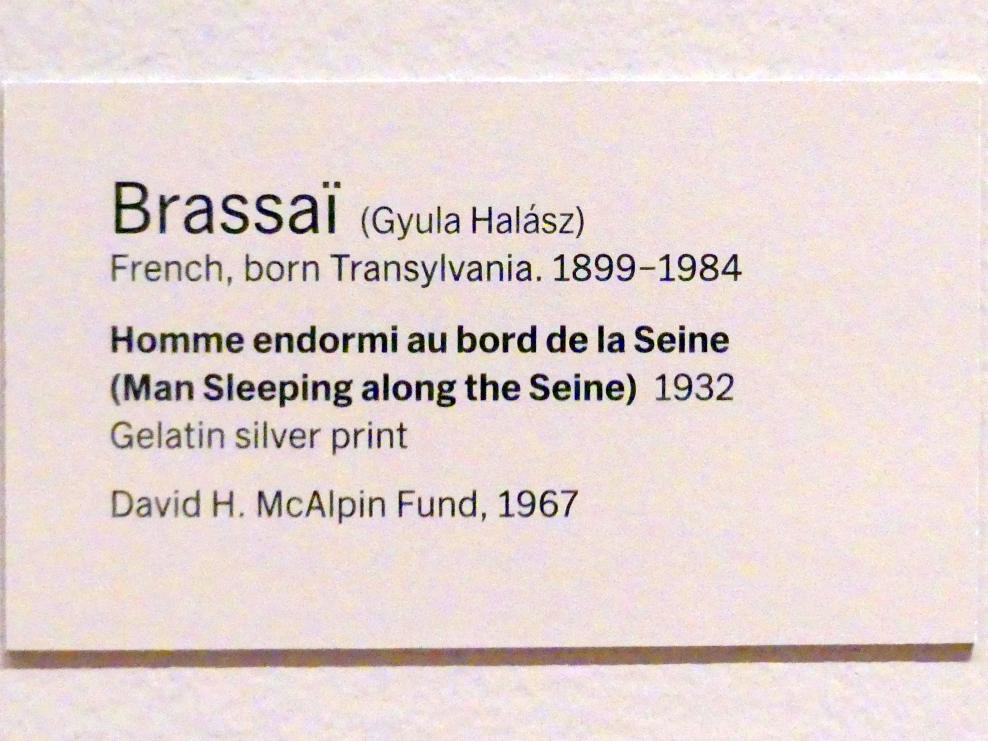 Brassaï (Gyula Halász)
French, born Transylvania. 1899–1984
Homme endormi au bord de la Seine
(Man Sleeping along the Seine) 1932
Gelatin silver print
David H. McAlpin Fund, 1967